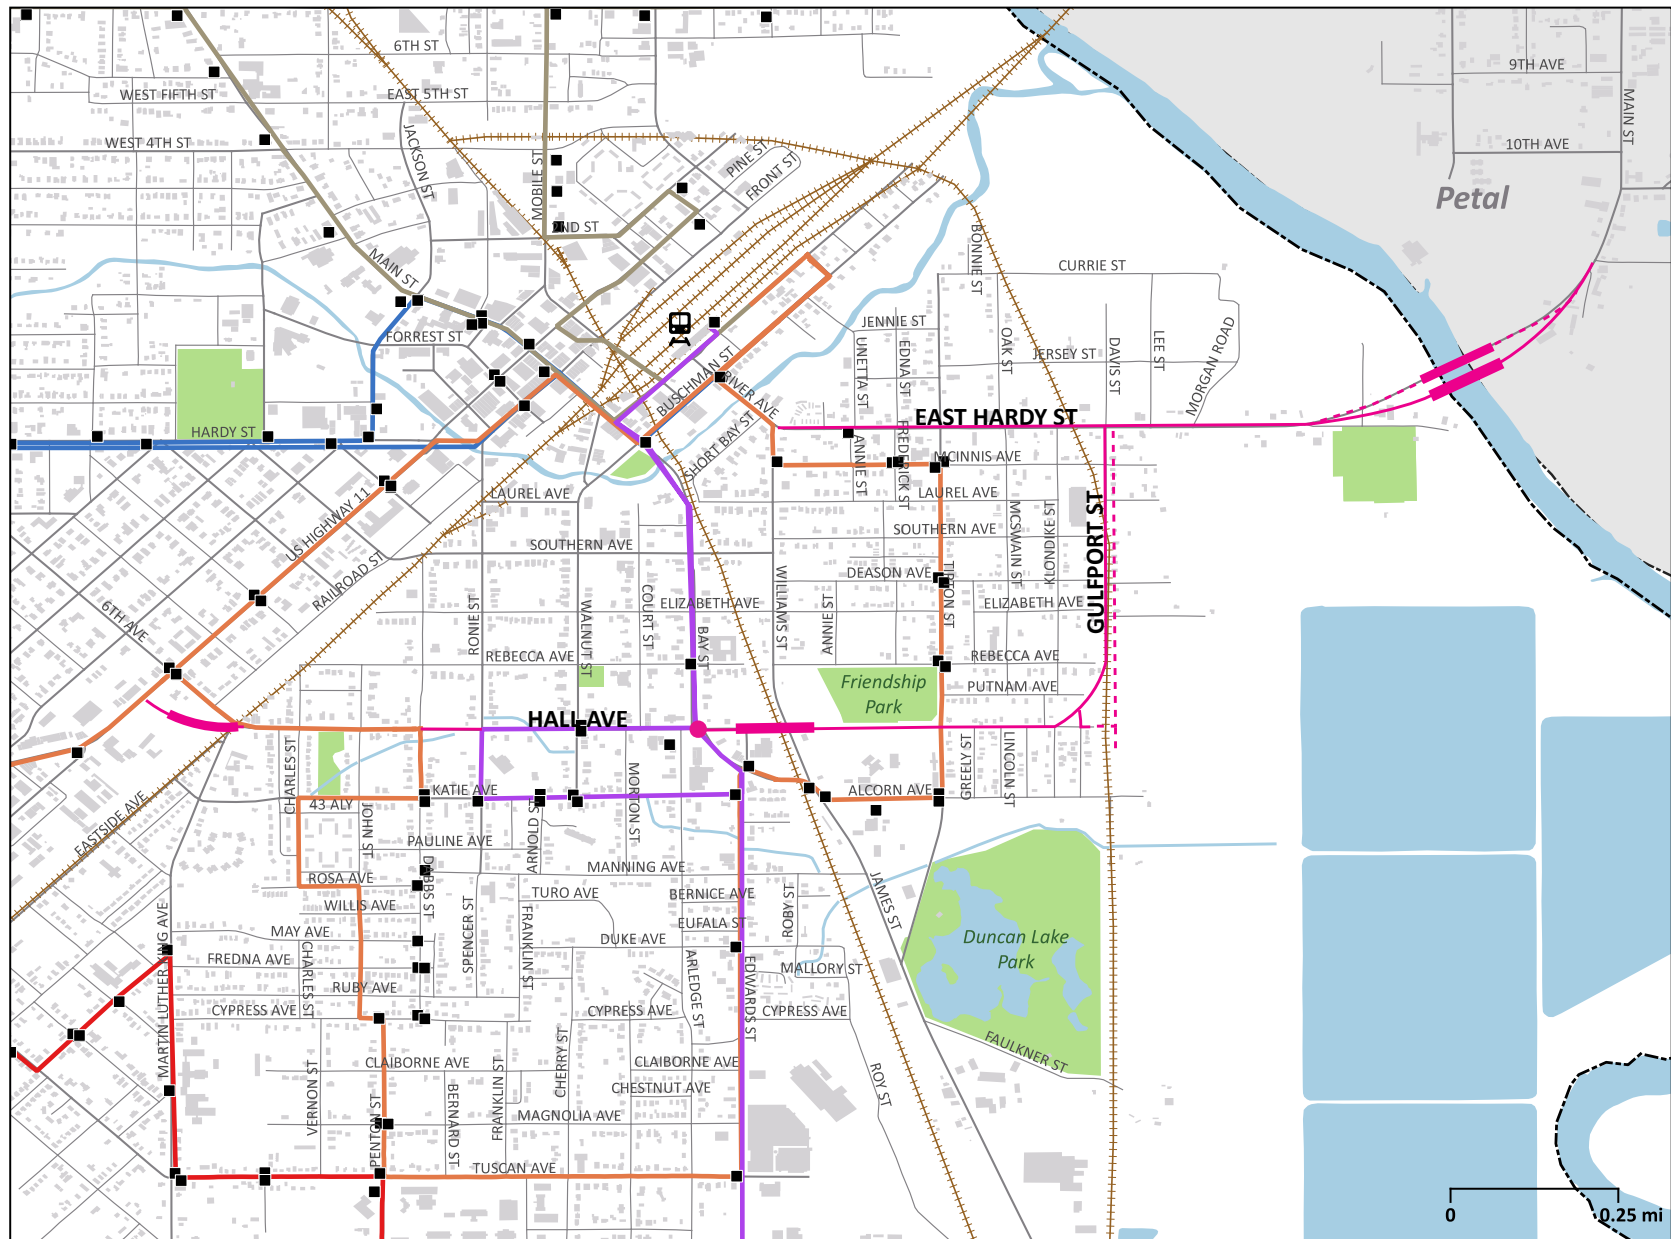 6TH ST
9TH AVE
WEST FIFTH ST
EAST 5TH ST
MAIN ST
WEST 4TH ST
JACKSON ST
MOBILE ST
PINE ST
FRONT ST
10TH AVE
Petal
2ND ST
BONNIE ST
MAIN ST
CURRIE ST
FORREST ST
JENNIE ST
UNETTA ST
EDNA ST
OAK ST
JERSEY ST
DAVIS ST
LEE ST
MORGAN ROAD
BUSCHMAN ST
RIVER AVE
EAST HARDY ST
HARDY ST
SHORT BAY ST
ANNIE ST
FREDERICK ST
MCINNIS AVE
LAUREL AVE
LAUREL AVE
US HIGHWAY 11
SOUTHERN AVE
MCSWAIN ST
KLONDIKE ST
GULFPORT ST
SOUTHERN AVE
RAILROAD ST
DEASON AVE
TIPTON ST
WILLIAMS ST
6TH AVE
RONIE ST
WALNUT ST
COURT ST
ELIZABETH AVE
ANNIE ST
ELIZABETH AVE
BAY ST
REBECCA AVE
REBECCA AVE
Friendship
Park
PUTNAM AVE
HALL AVE
CHARLES ST
GREELY ST
LINCOLN ST
MORTON ST
KATIE AVE
ALCORN AVE
43 ALY
JOHN ST
EASTSIDE AVE
ARNOLD ST
PAULINE AVE
MANNING AVE
DABBS ST
ROSA AVE
TURO AVE
BERNICE AVE
JAMES ST
ROBY ST
WILLIS AVE
SPENCER ST
FRANKLIN ST
EUFALA ST
MARTIN LUTHER KING AVE
MAY AVE
DUKE AVE
Duncan Lake
Park
CHARLES ST
FREDNA AVE
ARLEDGE ST
EDWARDS ST
MALLORY ST
RUBY AVE
CYPRESS AVE
CYPRESS AVE
CYPRESS AVE
FAULKNER ST
CHERRY ST
CLAIBORNE AVE
CLAIBORNE AVE
VERNON ST
PENTON ST
BERNARD ST
FRANKLIN ST
CHESTNUT AVE
ROY ST
MAGNOLIA AVE
TUSCAN AVE
0
0.25 mi